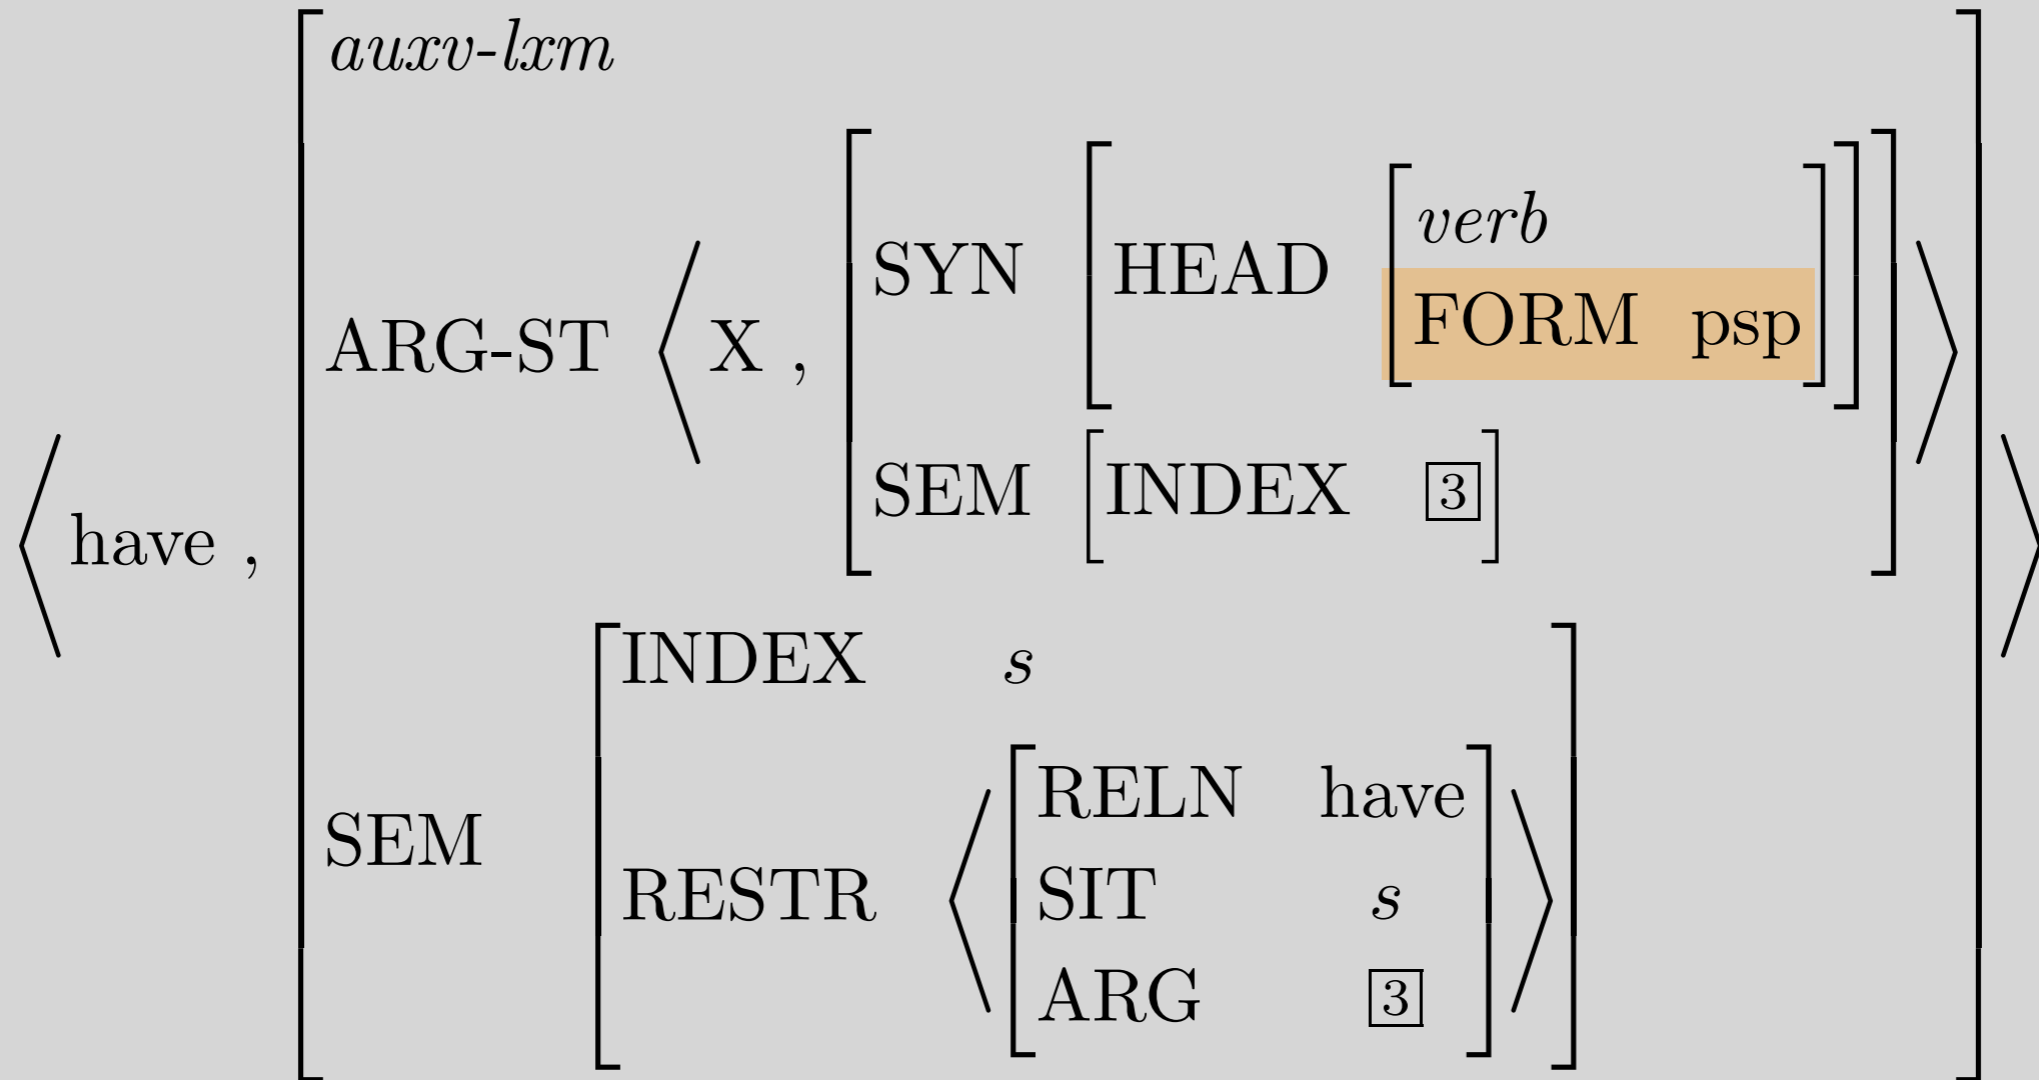 auxv-lxm
verb
SYN HEAD
FORM psp
ARG-ST ⟨ X ,
SEM [ INDEX 3 ] ⟩
⟨ have ,
INDEX s
RELN have
SEM
RESTR ⟨ SIT s ⟩
ARG 3 ⟩